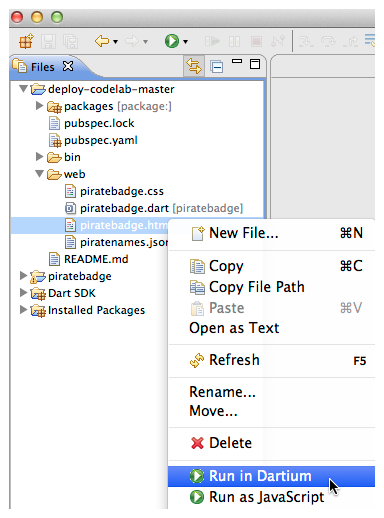 Files
deploy-codelab-master
packages [package:]
pubspec.lock
pubspec.yaml
bin
web
piratebadge.css
piratebadge.dart [piratebadge]
piratebadge.htm
piratenames.json
README.md
piratebadge
Dart SDK
Installed Packages
New File... ⌘N
Copy ⌘C
Copy File Path
Paste ⌘V
Open as Text
Refresh F5
Rename...
Move...
Delete
Run in Dartium
Run as JavaScript